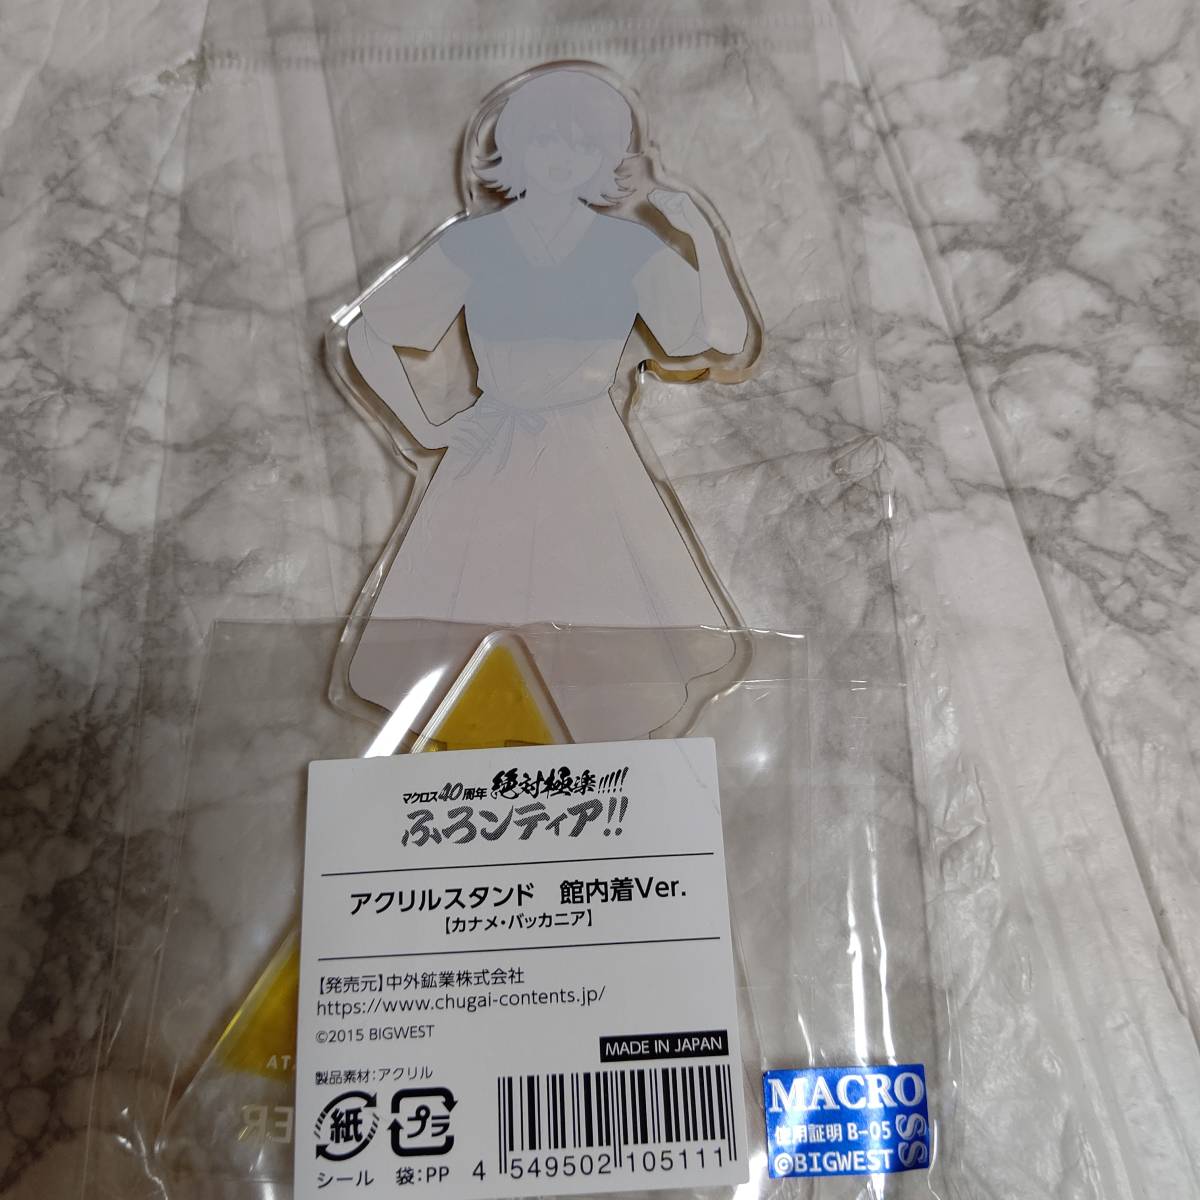 マクロス40周年 絶対極楽!!!!!
ふろンティア!!
アクリルスタンド 館内着Ver.
【カナメ・バッカニア】
【発売元】中外鉱業株式会社
https://www.chugai-contents.jp/
©2015 BIGWEST
MADE IN JAPAN
製品素材:アクリル
紙
プラ
シール 袋:PP
4 549502 105111
MACROSS
使用証明 B-05
©BIGWEST